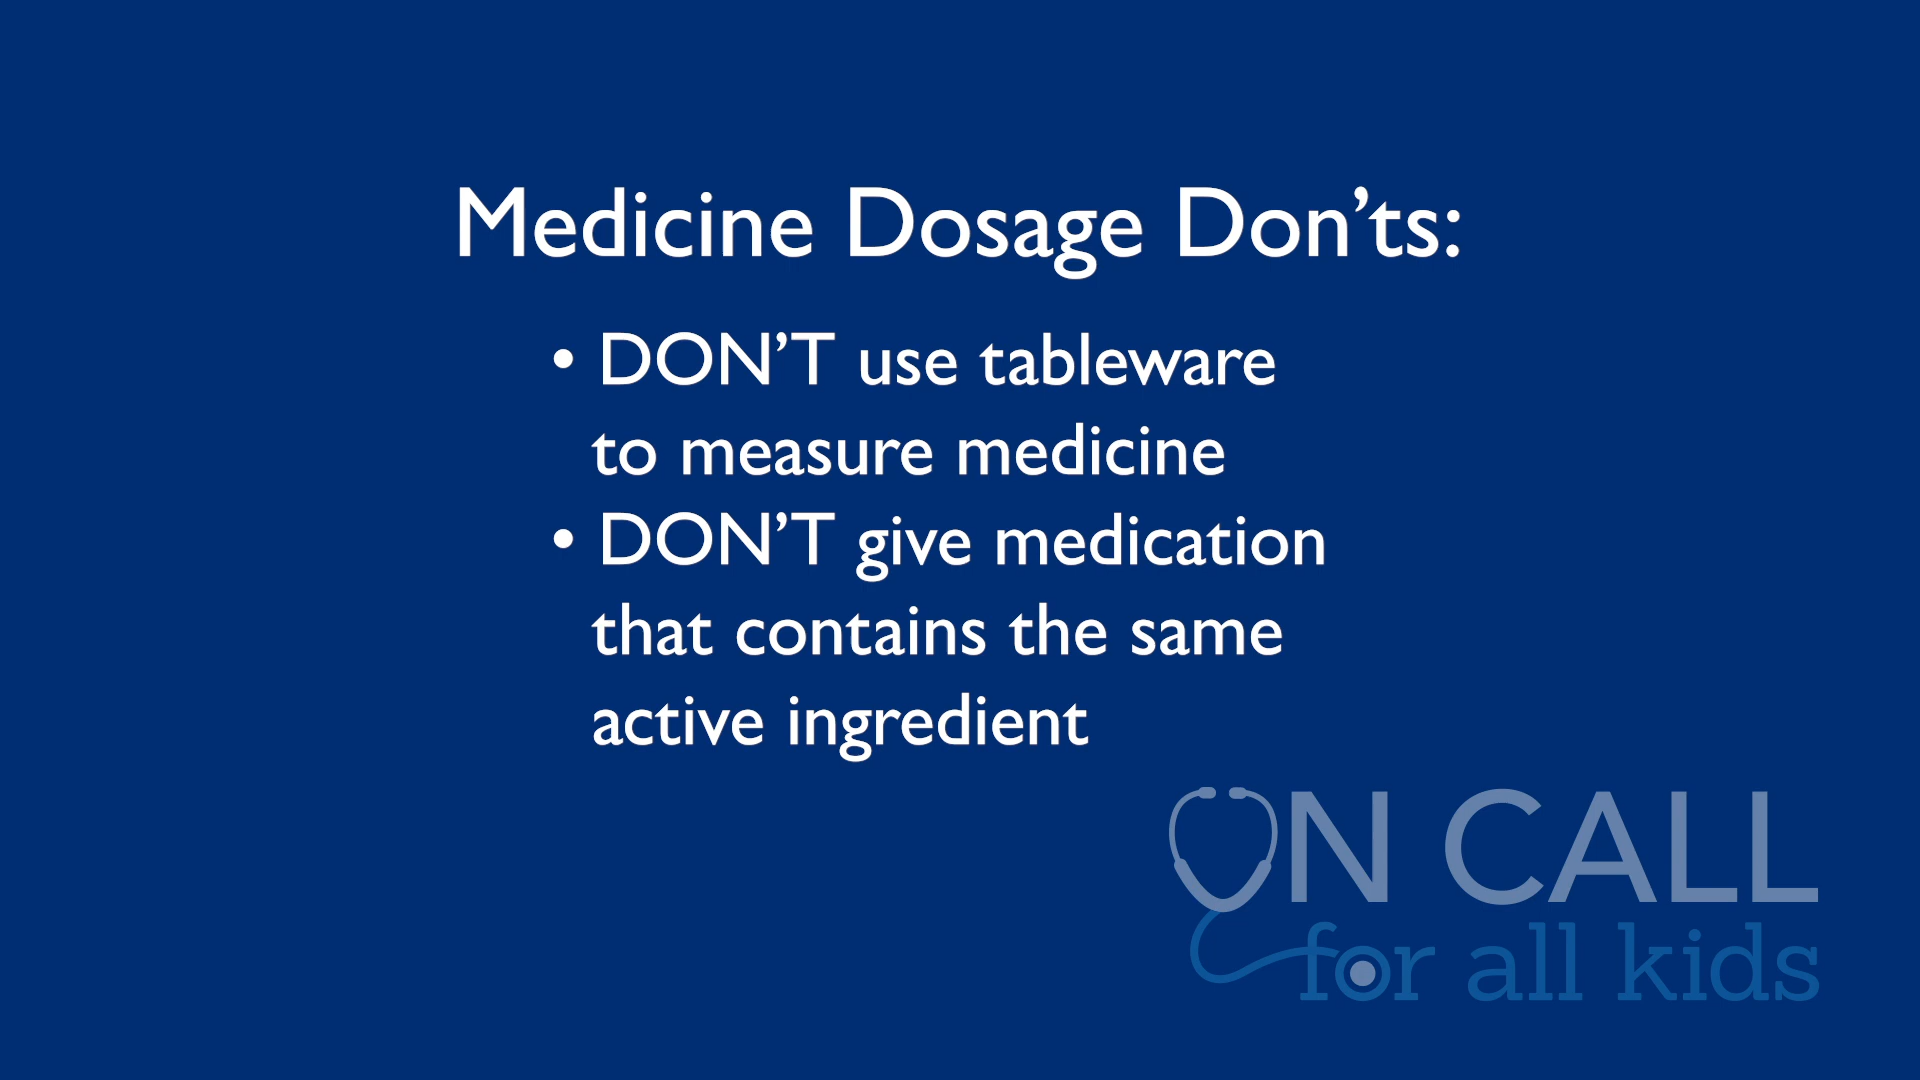 Medicine Dosage Don’ts:
• DON’T use tableware
to measure medicine
• DON’T give medication
that contains the same
active ingredient
ON CALL
for all kids